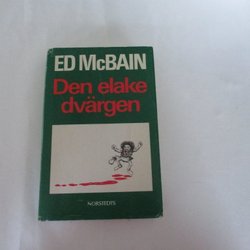 ED McBAIN
Den elake
dvärgen
NORSTEDTS